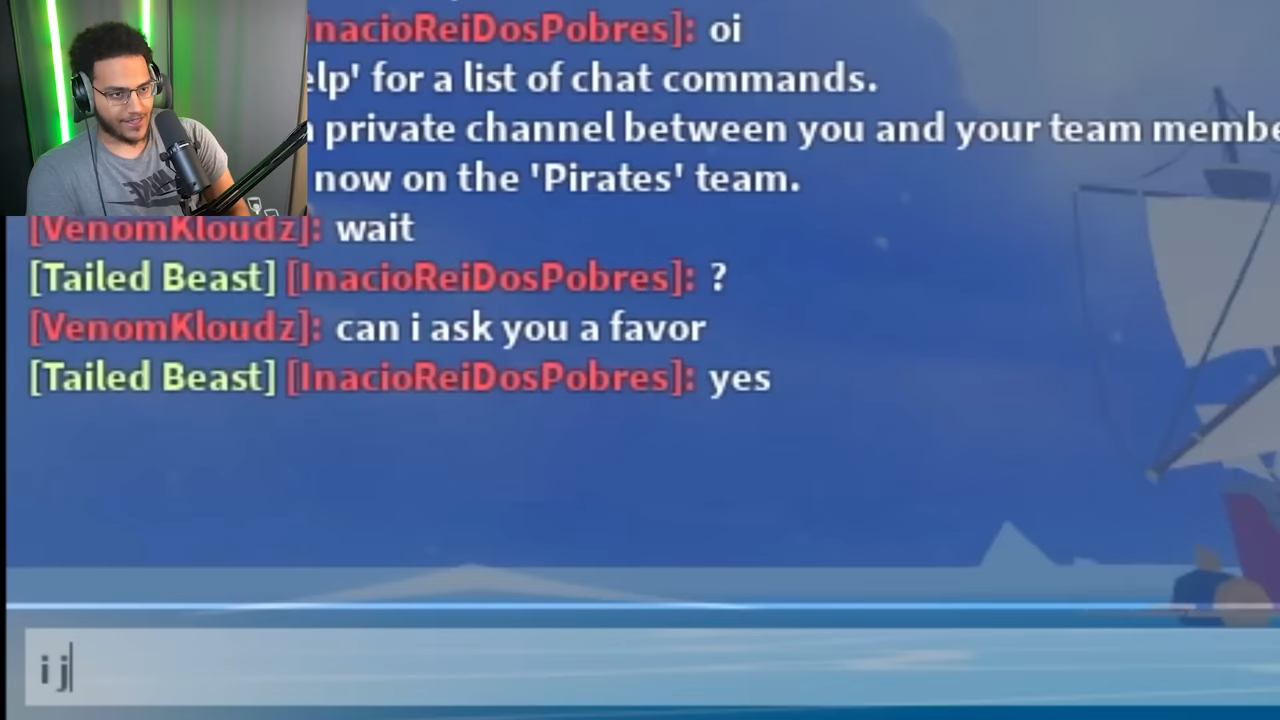 InacioReiDosPobres]: oi
elp' for a list of chat commands.
private channel between you and your team membe
now on the 'Pirates' team.
[VenomKloudz]: wait
[Tailed Beast] [InacioReiDosPobres]: ?
[VenomKloudz]: can i ask you a favor
[Tailed Beast] [InacioReiDosPobres]: yes
i j